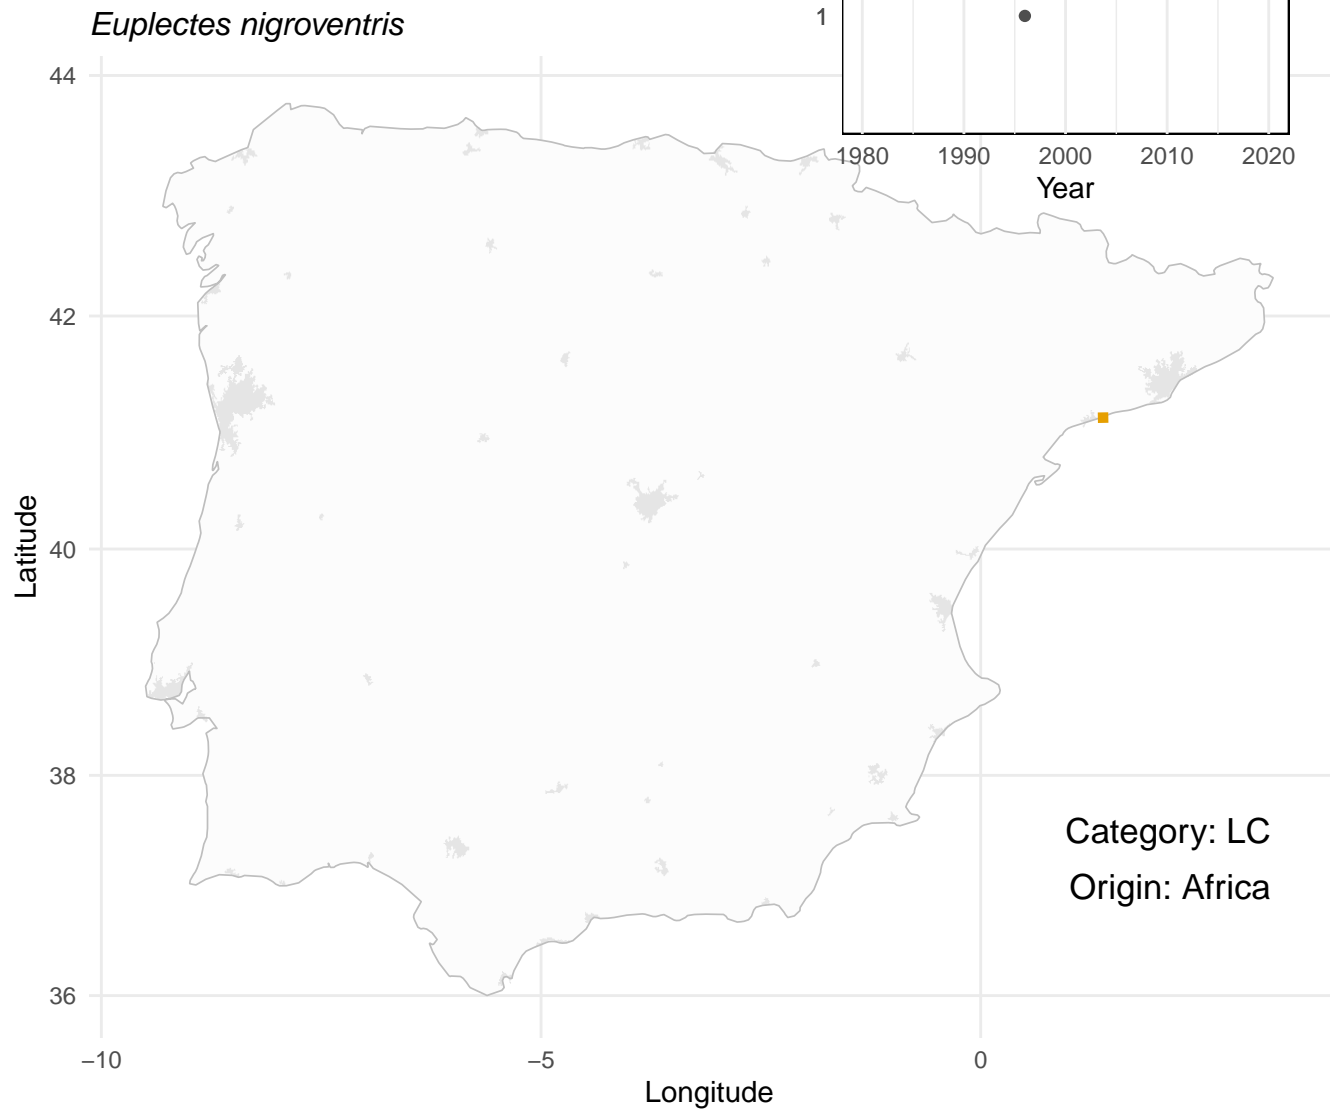 Euplectes nigroventris
1
1980 1990 2000 2010 2020
Year
44
42
40
38
36
Latitude
Category: LC
Origin: Africa
−10 −5 0
Longitude